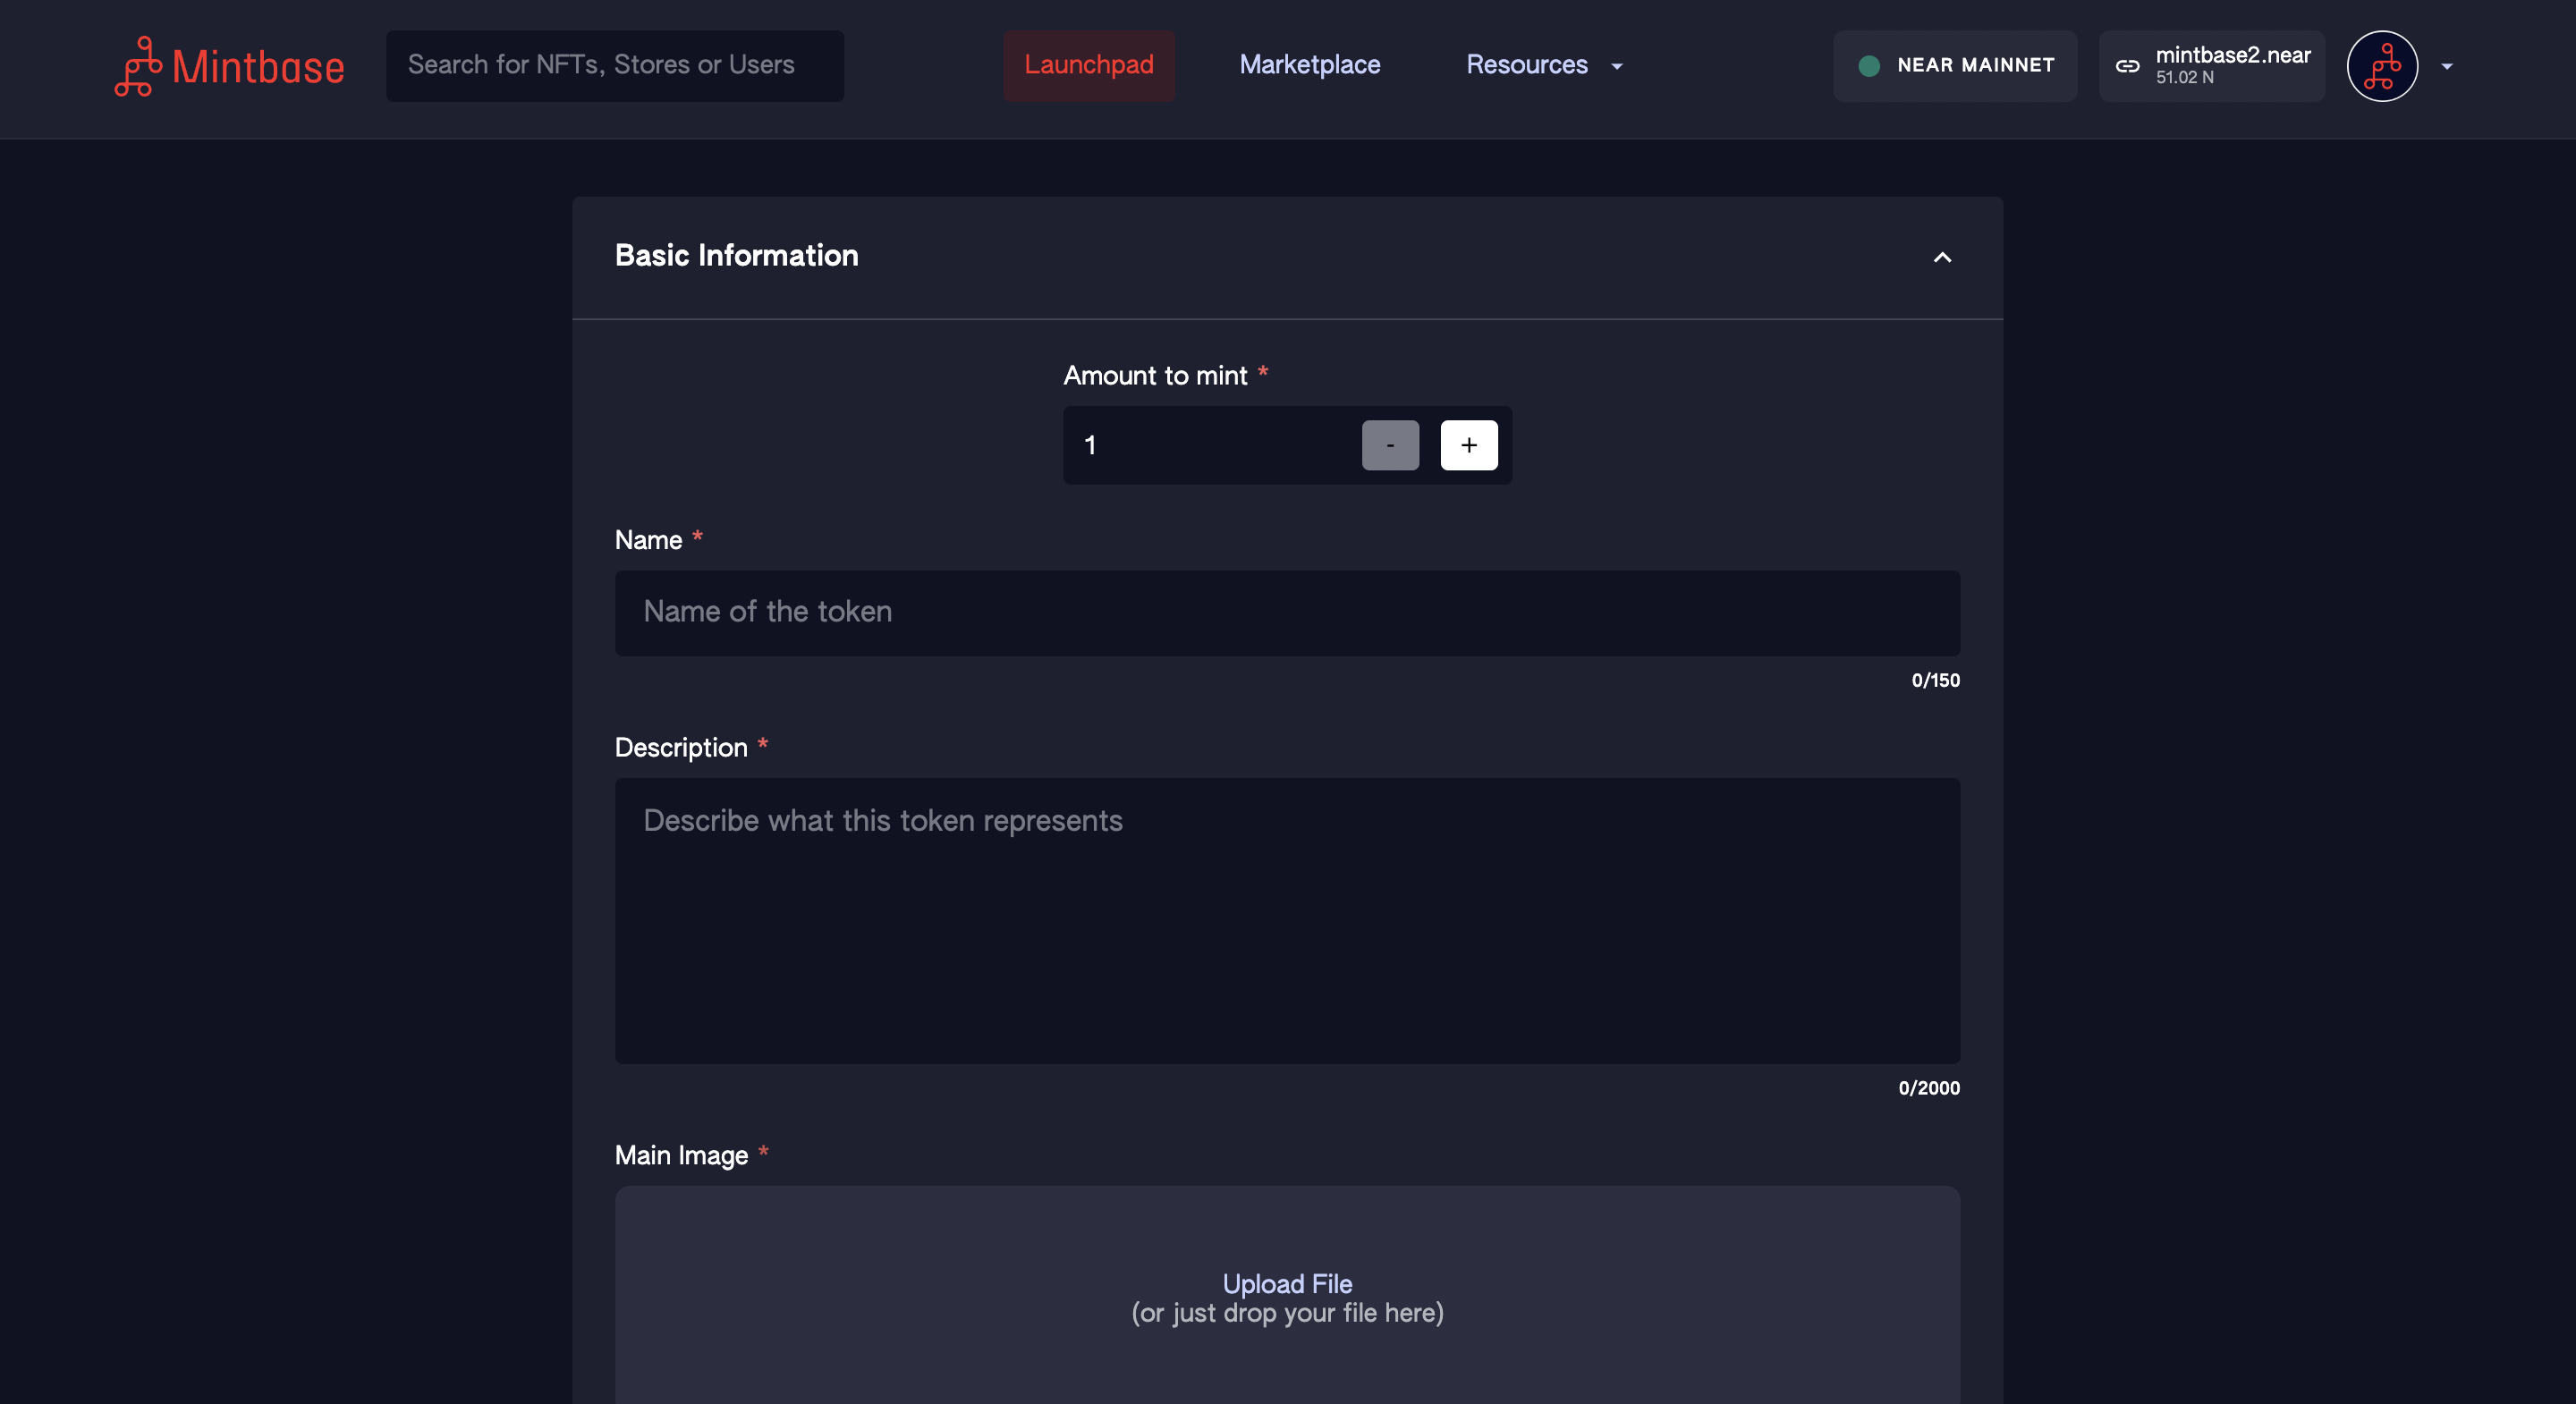 Mintbase
Search for NFTs, Stores or Users
Launchpad
Marketplace
Resources
NEAR MAINNET
mintbase2.near
51.02 N
Basic Information
Amount to mint *
1
-
+
Name *
Name of the token
0/150
Description *
Describe what this token represents
0/2000
Main Image *
Upload File
(or just drop your file here)